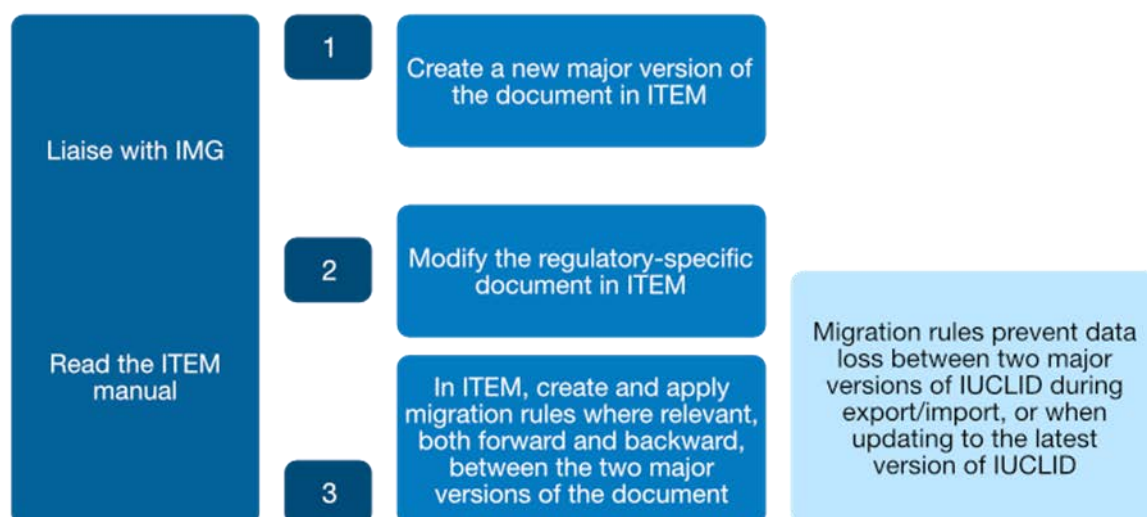 Liaise with IMG
Read the ITEM
manual
1
Create a new major version of
the document in ITEM
2
Modify the regulatory-specific
document in ITEM
3
In ITEM, create and apply
migration rules where relevant,
both forward and backward,
between the two major
versions of the document
Migration rules prevent data
loss between two major
versions of IUCLID during
export/import, or when
updating to the latest
version of IUCLID